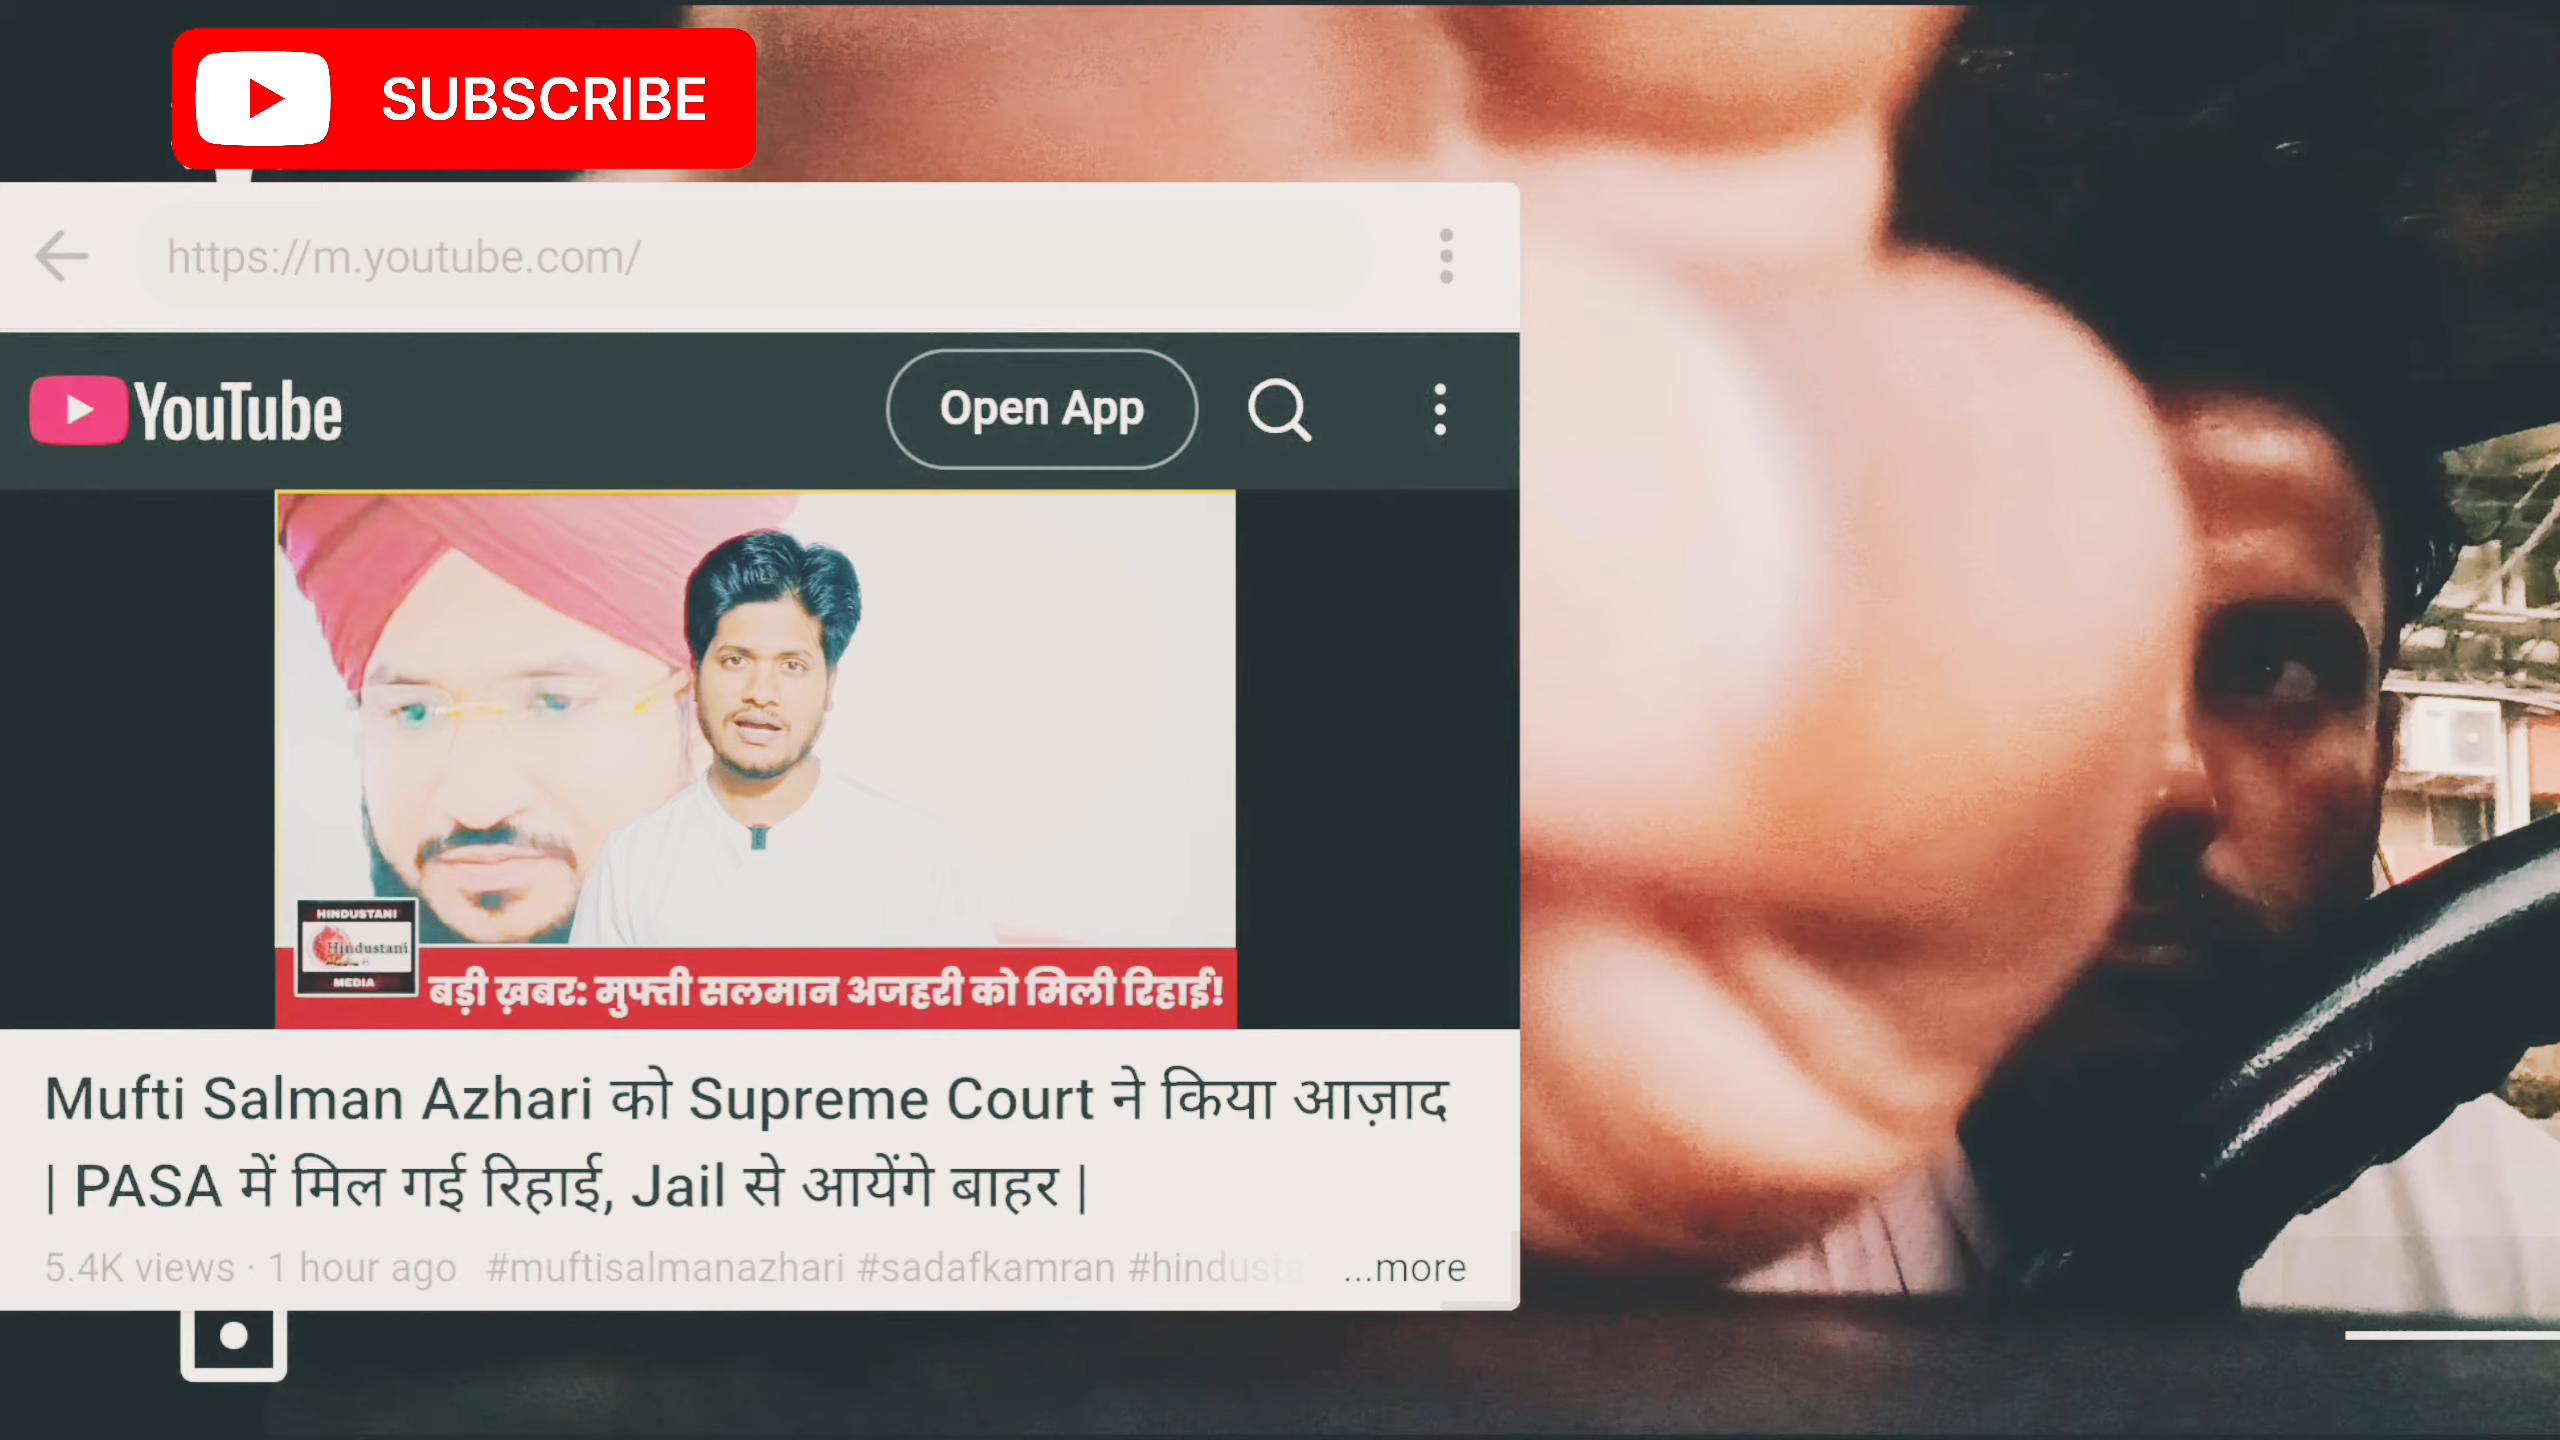 SUBSCRIBE
https://m.youtube.com/
YouTube
Open App
HINDUSTANI
Hindustani
MEDIA
बड़ी ख़बर: मुफ्ती सलमान अजहरी को मिली रिहाई!
Mufti Salman Azhari को Supreme Court ने किया आज़ाद
| PASA में मिल गई रिहाई, Jail से आयेंगे बाहर |
5.4K views · 1 hour ago #muftisalmanazhari #sadafkamran #hindust ...more